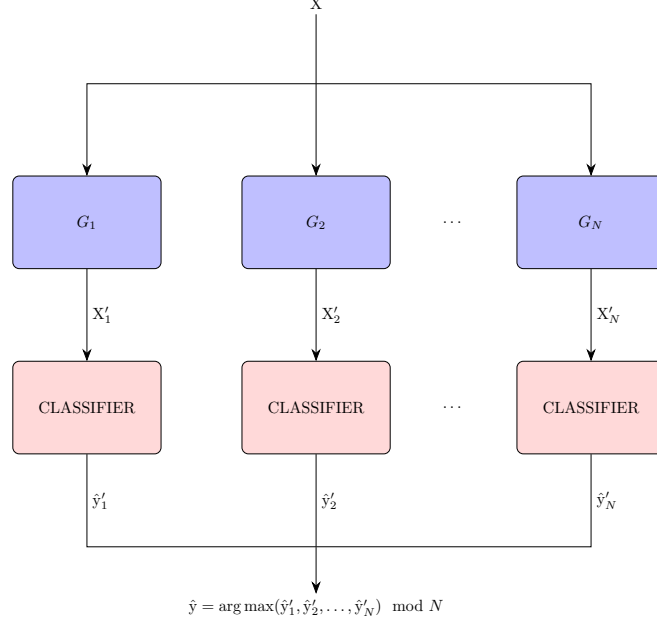 X
G₁ G₂ ⋯ G_N
X′₁ X′₂ X′_N
CLASSIFIER CLASSIFIER ⋯ CLASSIFIER
ŷ′₁ ŷ′₂ ŷ′_N
ŷ = arg max(ŷ′₁, ŷ′₂, . . . , ŷ′_N) mod N